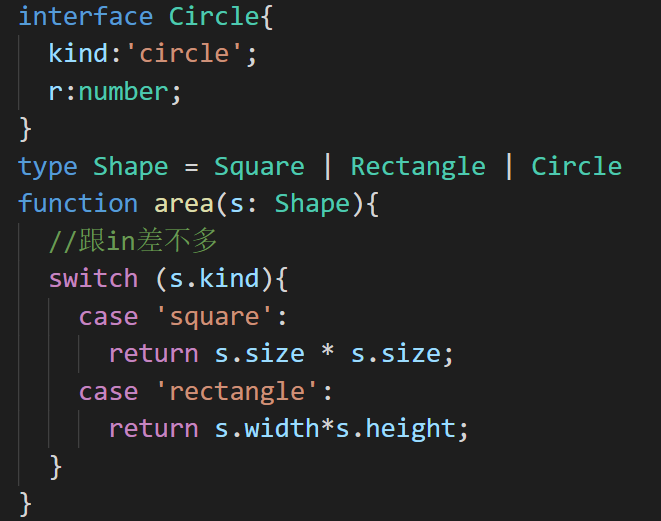 interface Circle{
  kind:'circle';
  r:number;
}
type Shape = Square | Rectangle | Circle
function area(s: Shape){
  //跟in差不多
  switch (s.kind){
    case 'square':
      return s.size * s.size;
    case 'rectangle':
      return s.width*s.height;
  }
}